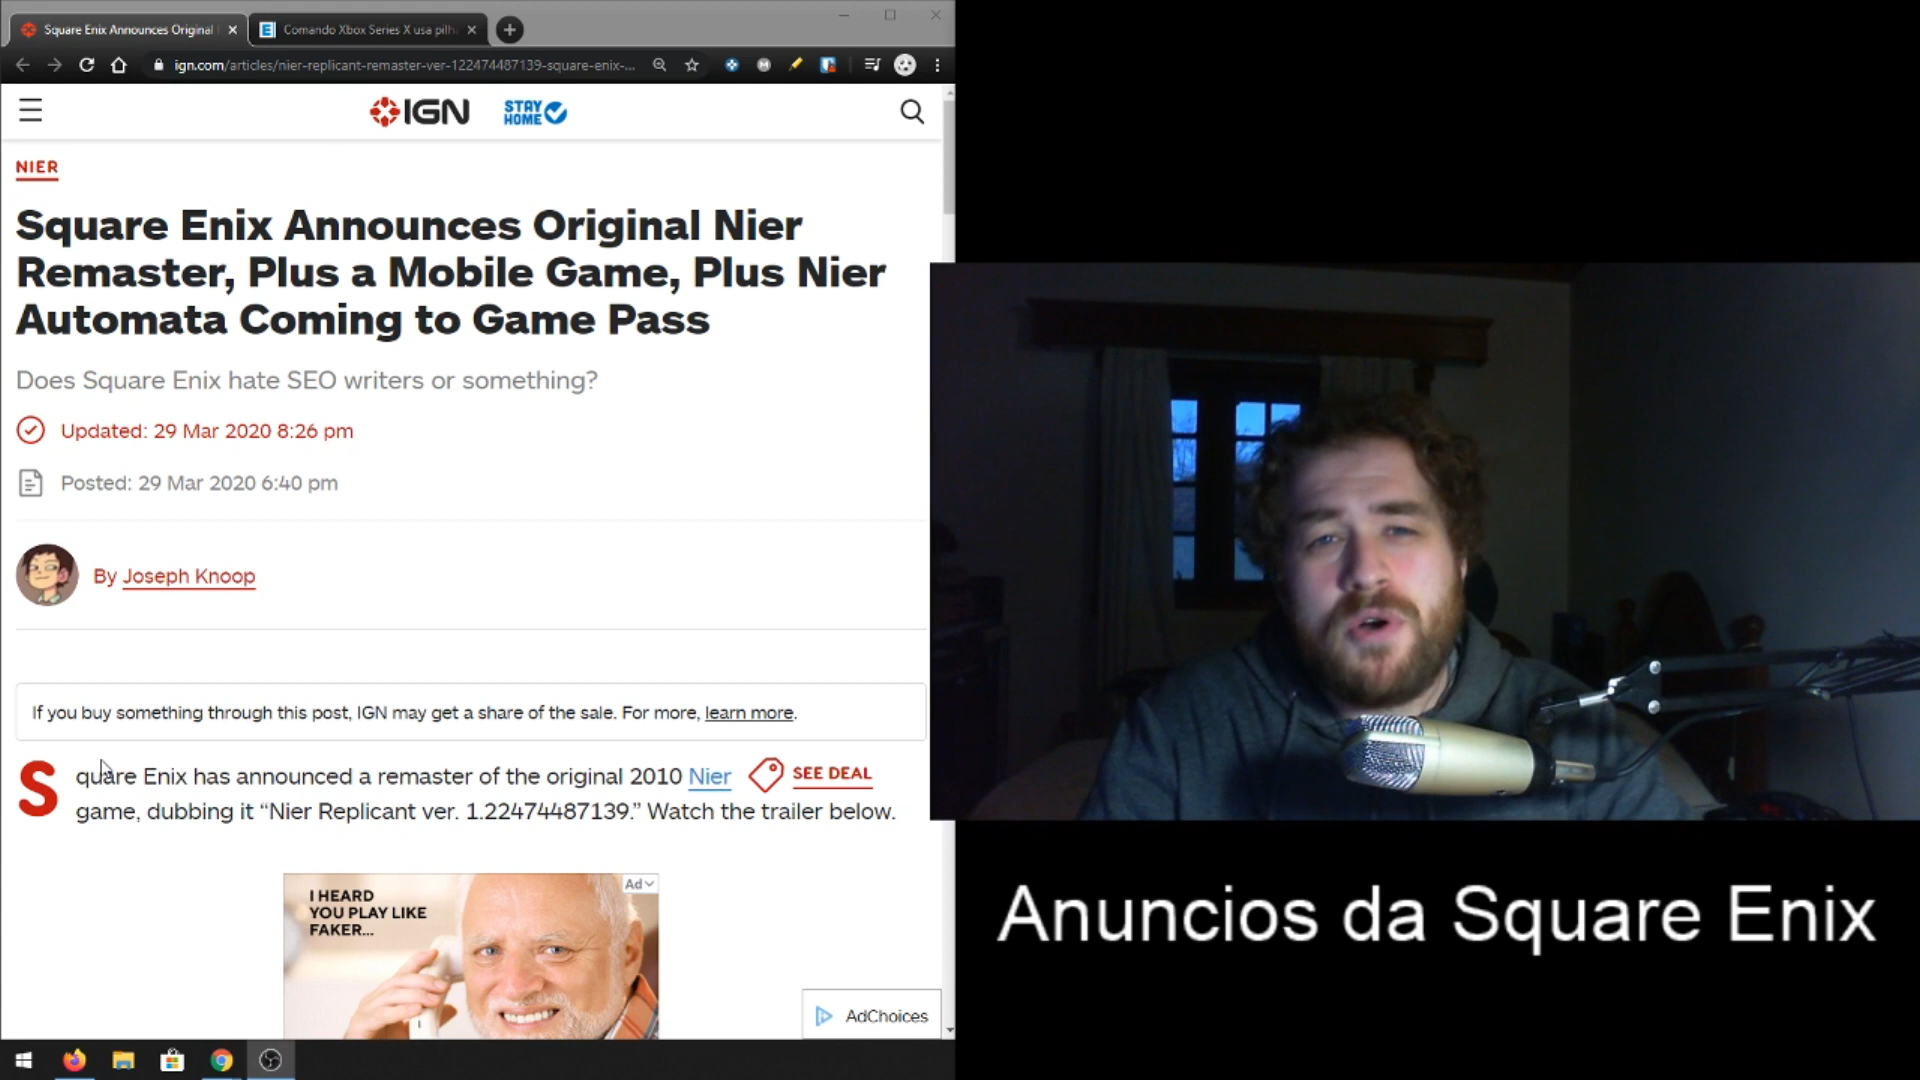 Square Enix Announces Original
Comando Xbox Series X usa pilh
ign.com/articles/nier-replicant-remaster-ver-122474487139-square-enix-...
IGN
STAY
HOME
NIER
Square Enix Announces Original Nier
Remaster, Plus a Mobile Game, Plus Nier
Automata Coming to Game Pass
Does Square Enix hate SEO writers or something?
Updated: 29 Mar 2020 8:26 pm
Posted: 29 Mar 2020 6:40 pm
By Joseph Knoop
If you buy something through this post, IGN may get a share of the sale. For more, learn more.
Square Enix has announced a remaster of the original 2010 Nier SEE DEAL
game, dubbing it “Nier Replicant ver. 1.22474487139.” Watch the trailer below.
Ad
I HEARD
YOU PLAY LIKE
FAKER...
AdChoices
Anuncios da Square Enix